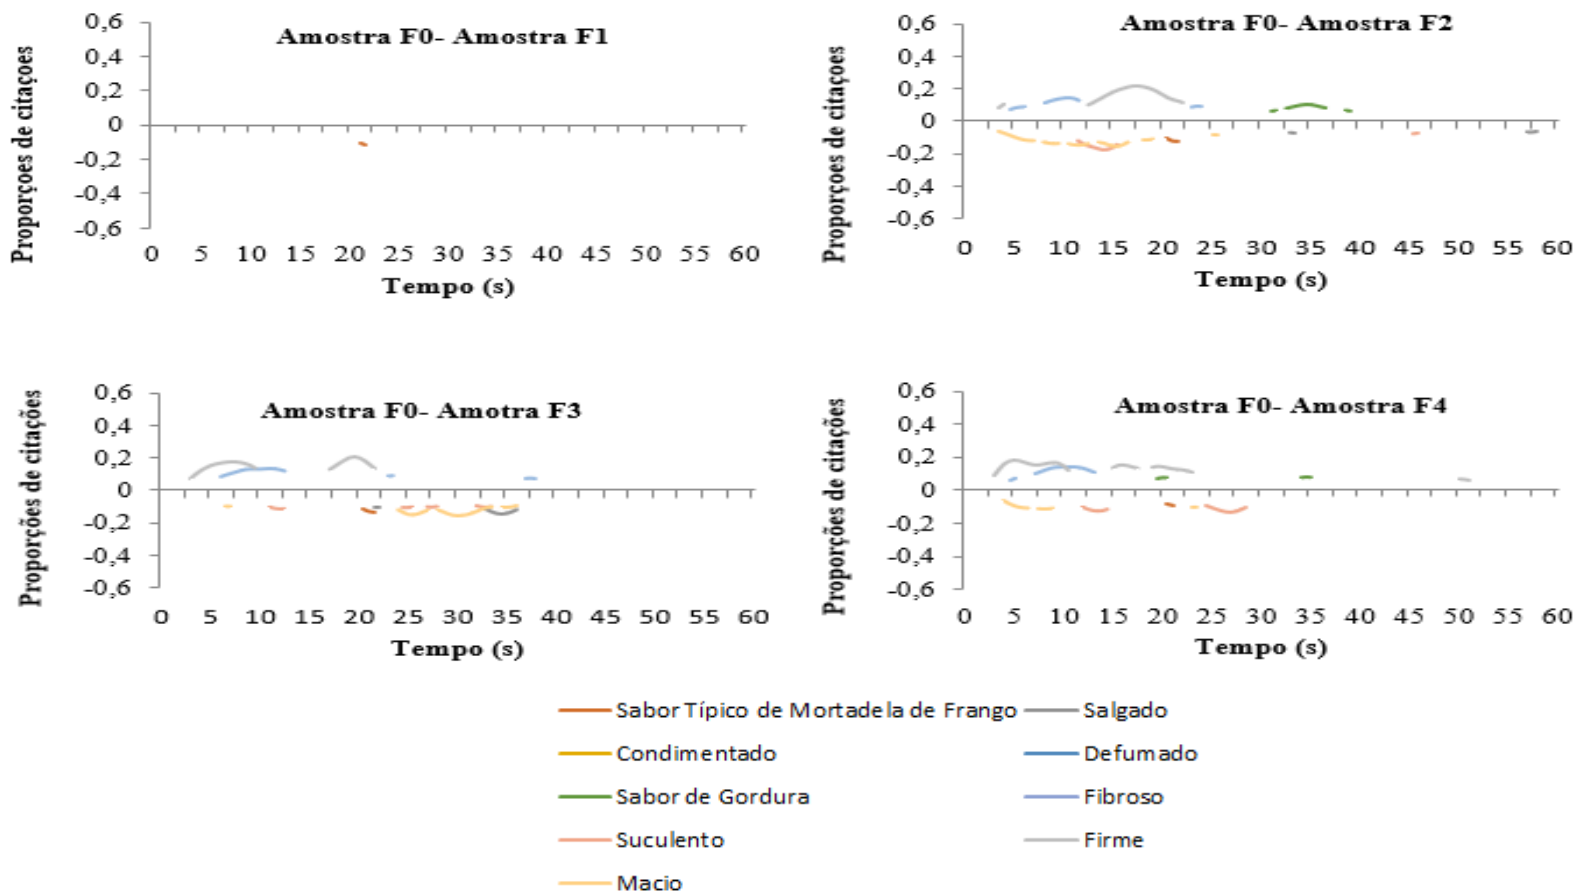 Amostra F0- Amostra F1
Proporçoes de citaçoes
0,6
0,4
0,2
0
-0,2
-0,4
-0,6
0 5 10 15 20 25 30 35 40 45 50 55 60
Tempo (s)
Amostra F0- Amostra F2
Proporções de citações
0,6
0,4
0,2
0
-0,2
-0,4
-0,6
0 5 10 15 20 25 30 35 40 45 50 55 60
Tempo (s)
Amostra F0- Amotra F3
Proporções de citações
0,6
0,4
0,2
0
-0,2
-0,4
-0,6
0 5 10 15 20 25 30 35 40 45 50 55 60
Tempo (s)
Amostra F0- Amostra F4
Proporções de citações
0,6
0,4
0,2
0
-0,2
-0,4
-0,6
0 5 10 15 20 25 30 35 40 45 50 55 60
Tempo (s)
Sabor Típico de Mortadela de Frango
Salgado
Condimentado
Defumado
Sabor de Gordura
Fibroso
Suculento
Firme
Macio